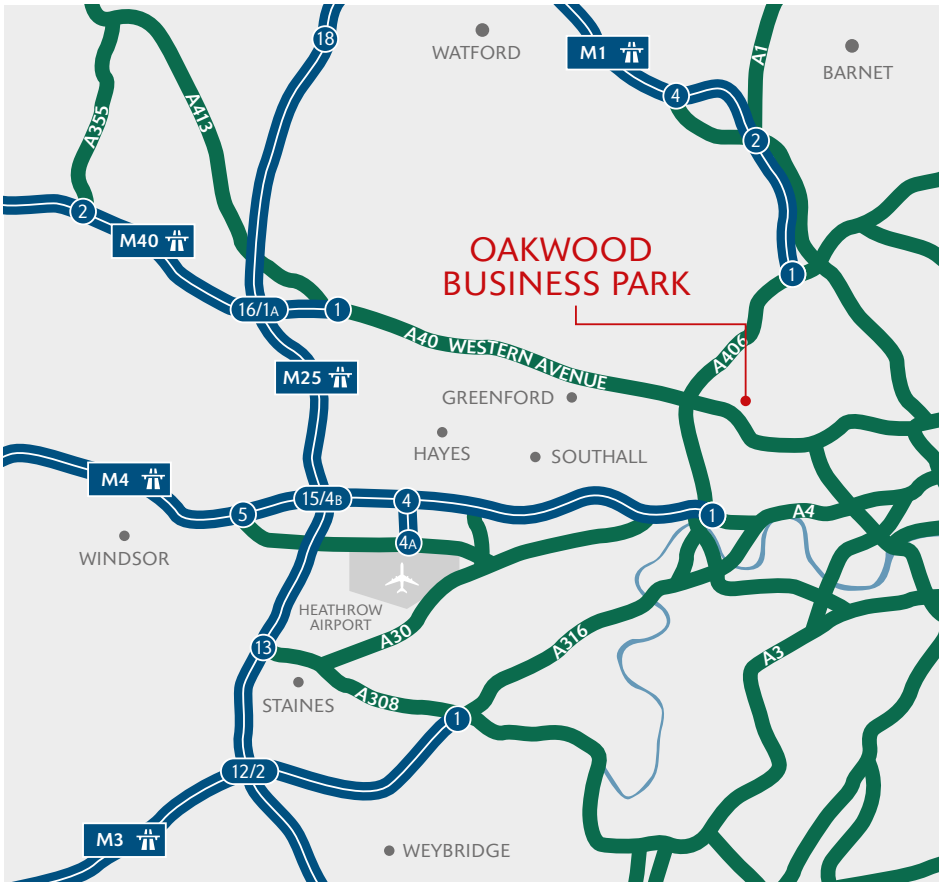 18
WATFORD
M1
A1
BARNET
4
A355
A413
2
2
M40
OAKWOOD
BUSINESS PARK
1
16/1A
1
A40 WESTERN AVENUE
A406
M25
GREENFORD
HAYES
SOUTHALL
M4
15/4B
4
5
1
A4
WINDSOR
4A
HEATHROW
AIRPORT
A30
A316
13
A3
STAINES
A308
1
12/2
M3
WEYBRIDGE